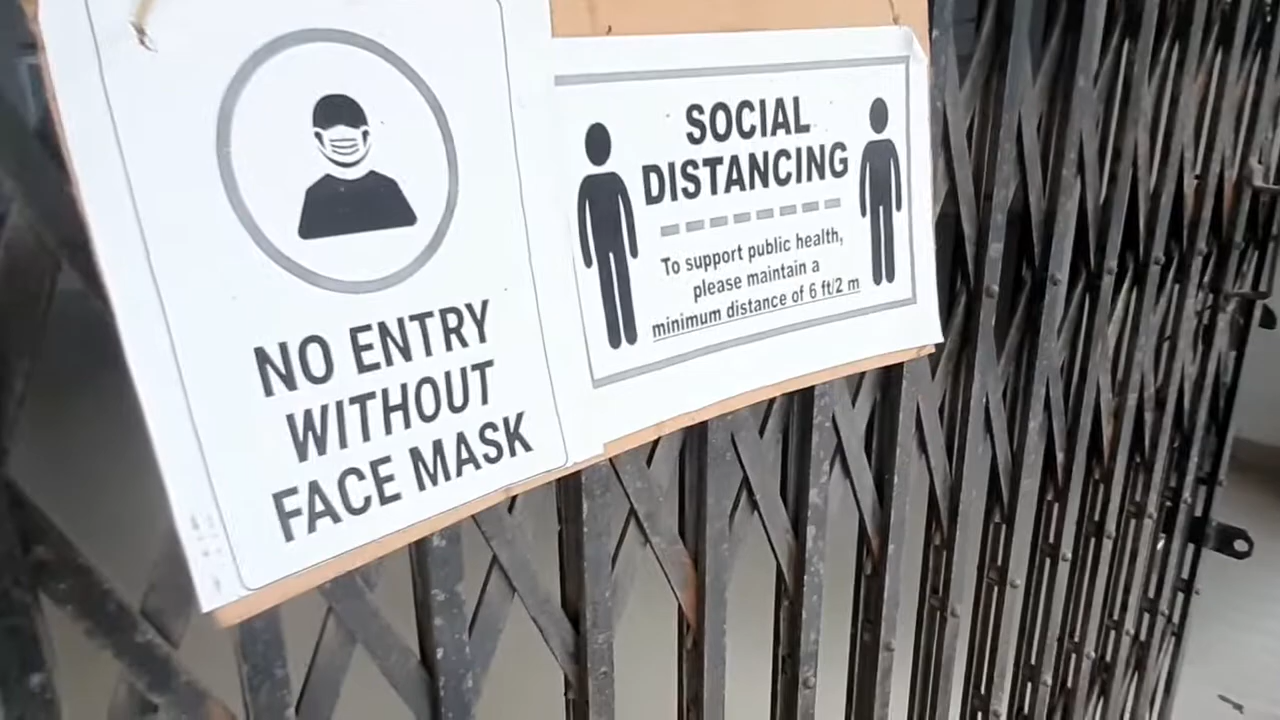 NO ENTRY
WITHOUT
FACE MASK
SOCIAL
DISTANCING
To support public health,
please maintain a
minimum distance of 6 ft/2 m